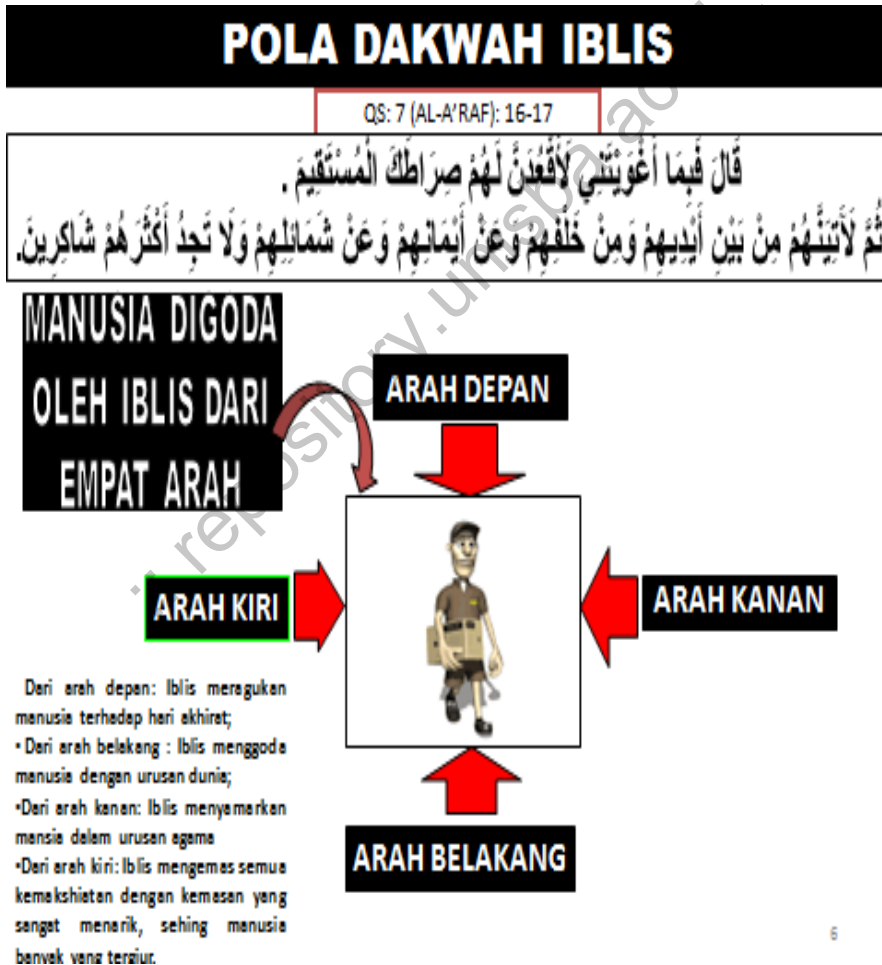 POLA DAKWAH IBLIS
QS: 7 (AL-A'RAF): 16-17
قَالَ فَبِمَا أَغْوَيْتَنِي لَأَقْعُدَنَّ لَهُمْ صِرَاطَكَ الْمُسْتَقِيمَ .
ثُمَّ لَآَتِيَنَّهُمْ مِنْ بَيْنِ أَيْدِيهِمْ وَمِنْ خَلْفِهِمْ وَعَنْ أَيْمَانِهِمْ وَعَنْ شَمَائِلِهِمْ وَلَا تَجِدُ أَكْثَرَهُمْ شَاكِرِينَ.
MANUSIA DIGODA
OLEH IBLIS DARI
EMPAT ARAH
ARAH DEPAN
ARAH KIRI
ARAH KANAN
ARAH BELAKANG
Dari arah depan: Iblis meragukan
manusia terhadap hari akhirat;
• Dari arah belakang : Iblis menggoda
manusia dengan urusan dunia;
•Dari arah kanan: Iblis menyamarkan
mansia dalam urusan agama
•Dari arah kiri: Iblis mengemas semua
kemakshiatan dengan kemasan yang
sangat menarik, sehing manusia
banyak yang tergiur.
6
repository.unisba.ac